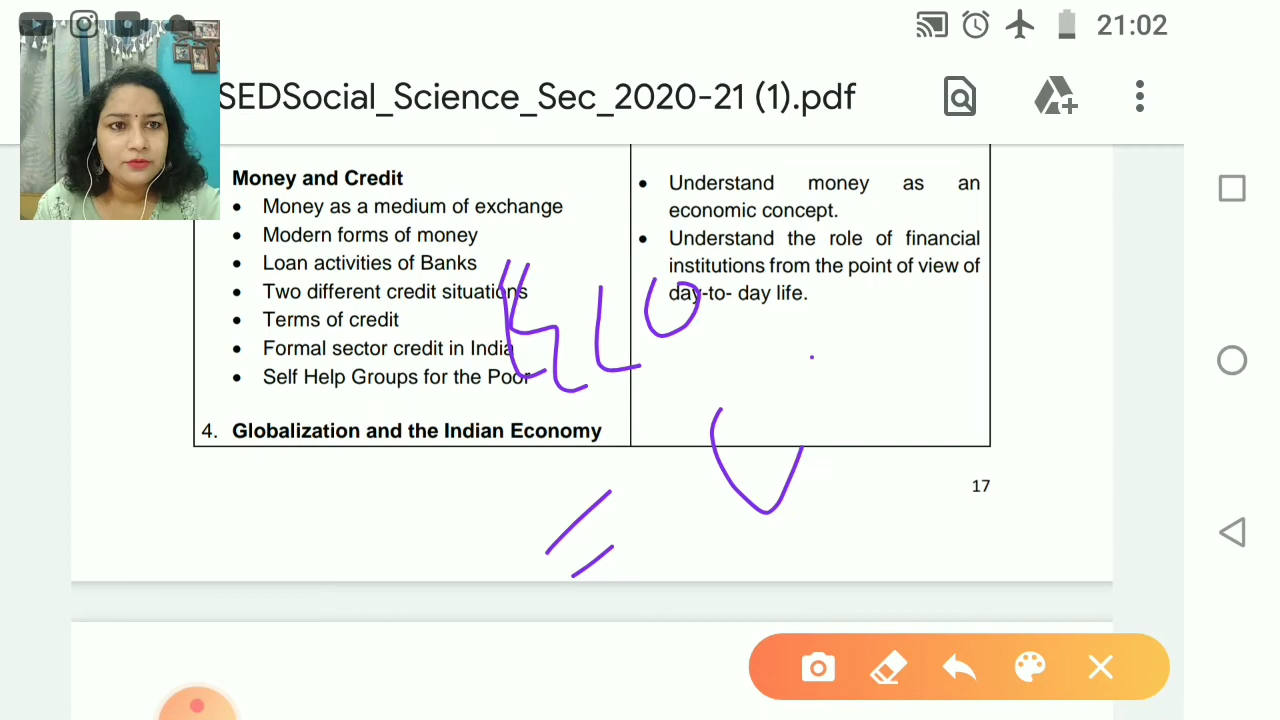 21:02
SEDSocial_Science_Sec_2020-21 (1).pdf
Money and Credit
• Money as a medium of exchange
• Modern forms of money
• Loan activities of Banks
• Two different credit situations
• Terms of credit
• Formal sector credit in India
• Self Help Groups for the Poor
4. Globalization and the Indian Economy
• Understand money as an
economic concept.
• Understand the role of financial
institutions from the point of view of
day-to- day life.
17